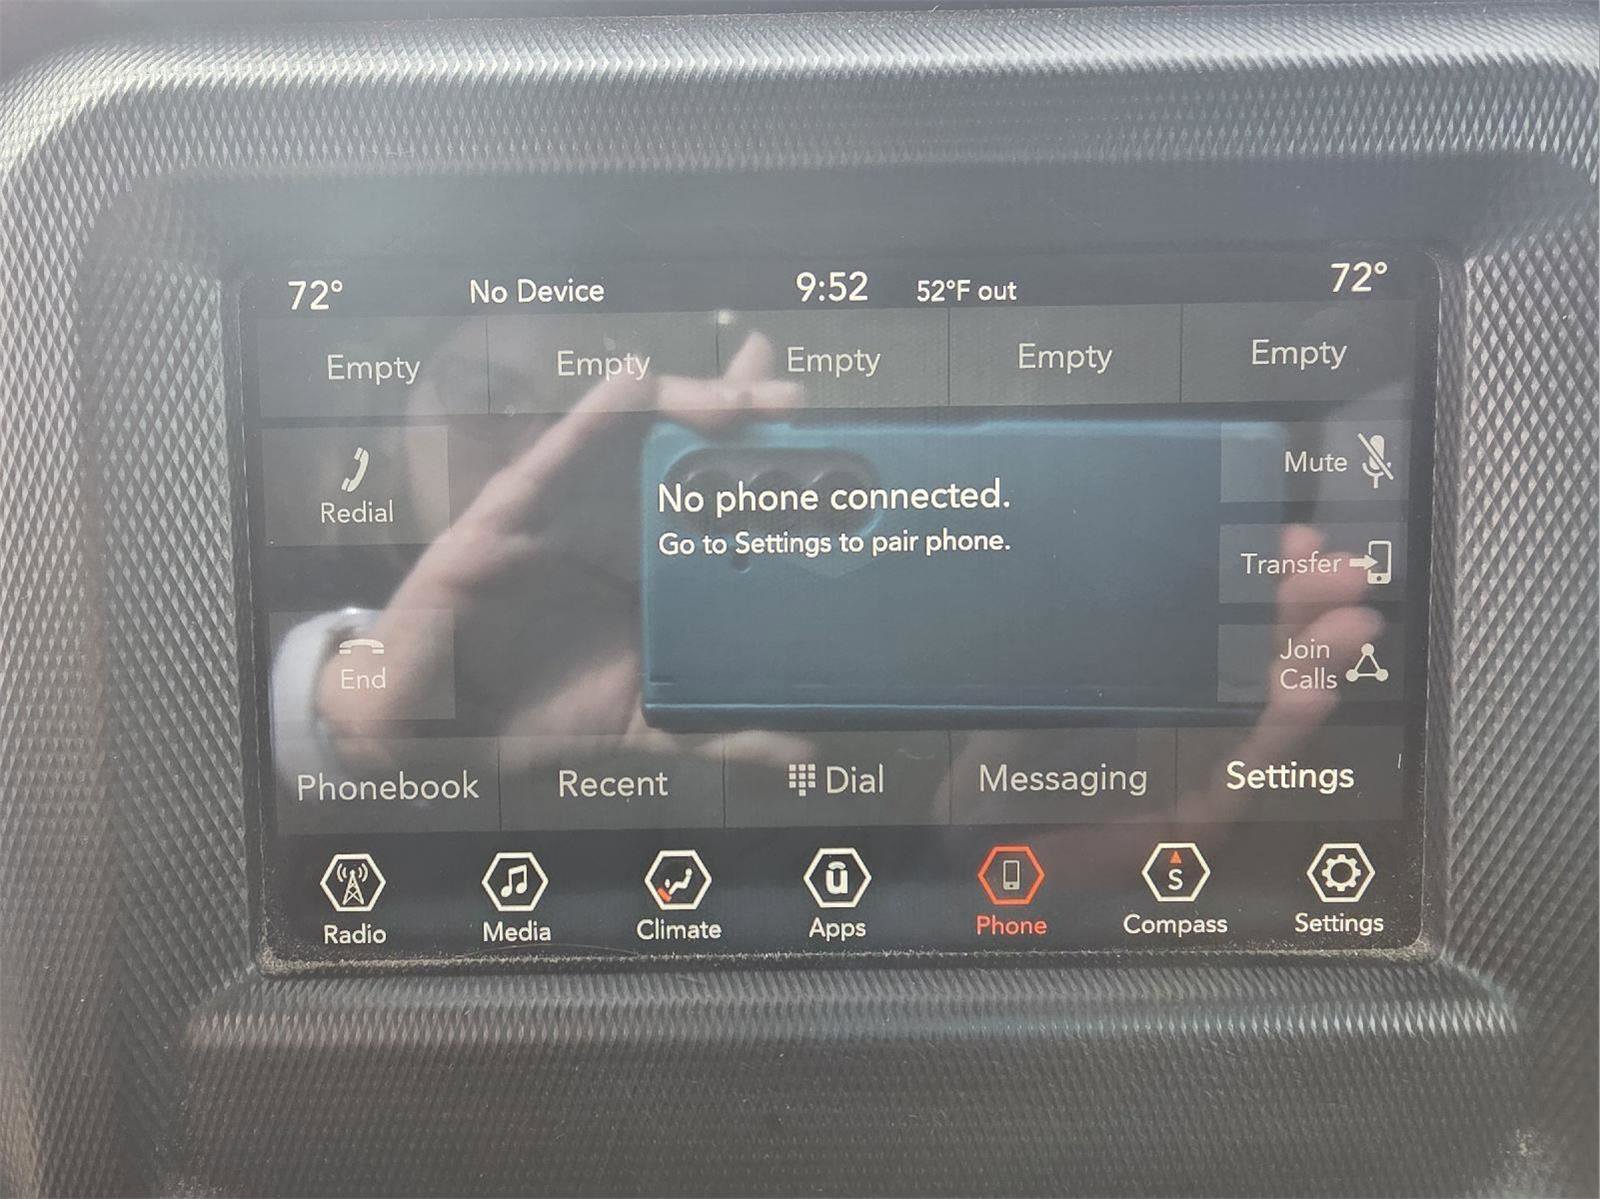 72° No Device 9:52 52°F out 72°
Empty Empty Empty Empty Empty
Redial
No phone connected.
Go to Settings to pair phone.
Mute
Transfer
End
Join
Calls
Phonebook Recent Dial Messaging Settings
ū S
Radio Media Climate Apps Phone Compass Settings